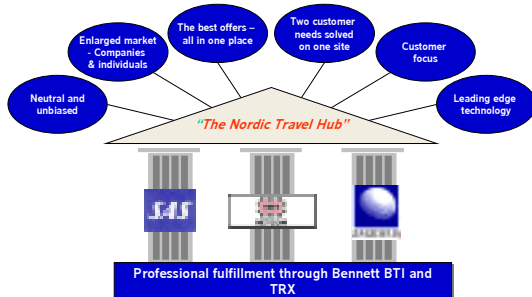 Two customer
needs solved
on one site
The best offers –
all in one place
Enlarged market
- Companies
& individuals
Customer
focus
Neutral and
unbiased
Leading edge
technology
"The Nordic Travel Hub"
SAS
Professional fulfillment through Bennett BTI and
TRX